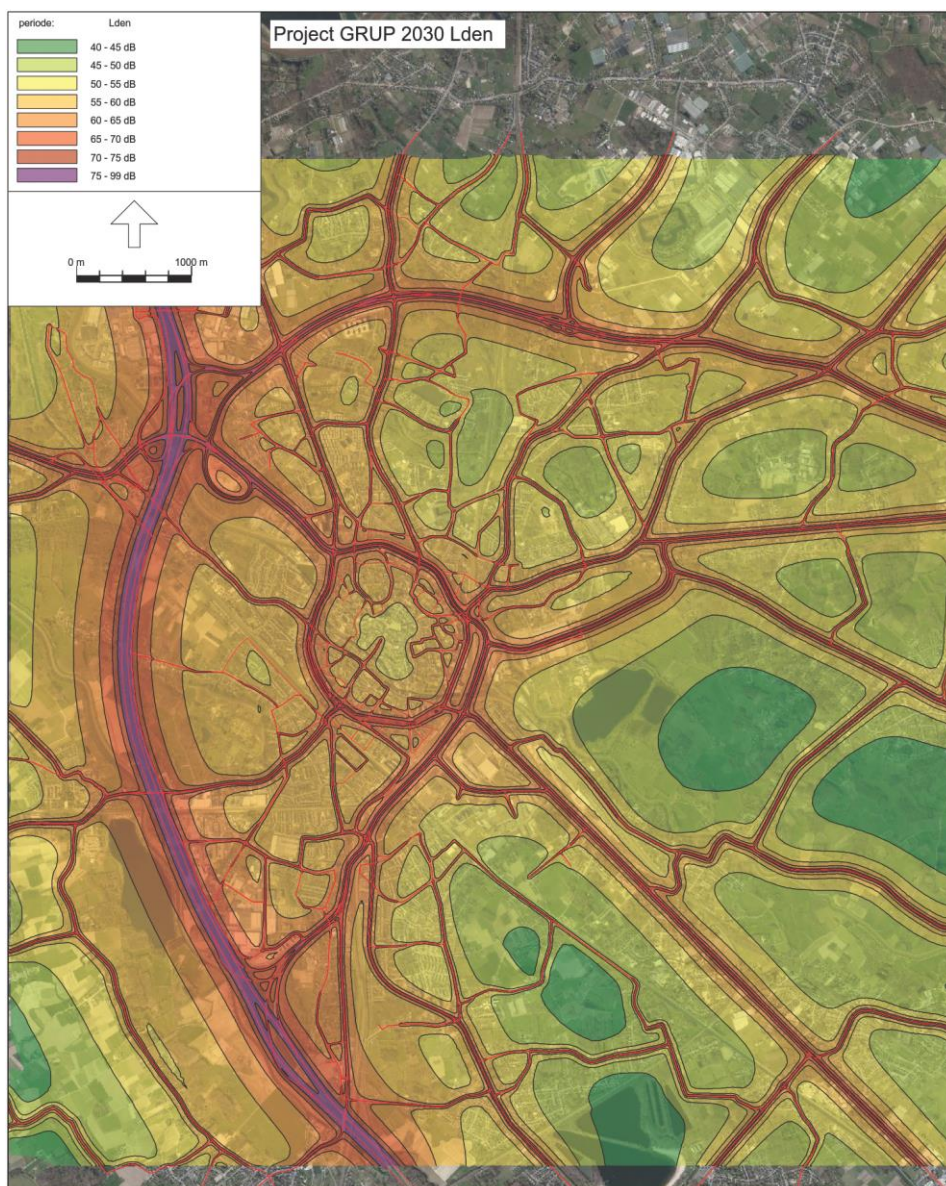 periode: Lden
40 - 45 dB
45 - 50 dB
50 - 55 dB
55 - 60 dB
60 - 65 dB
65 - 70 dB
70 - 75 dB
75 - 99 dB
0 m 1000 m
Project GRUP 2030 Lden